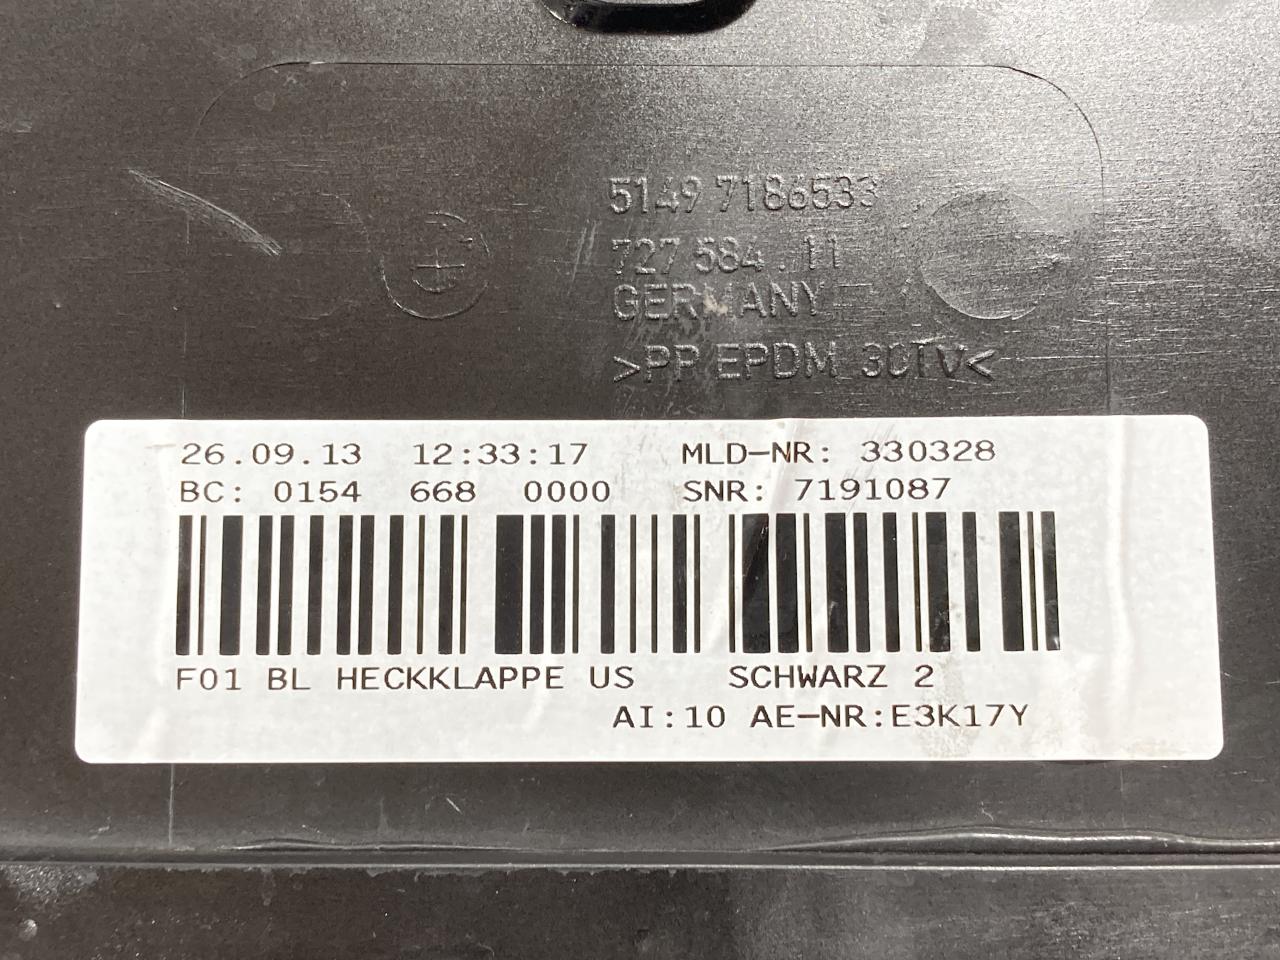 5149 7186533
727 584 . 11
GERMANY
>PP EPDM 30TV<
26.09.13 12:33:17 MLD-NR: 330328
BC: 0154 668 0000 SNR: 7191087
F01 BL HECKKLAPPE US SCHWARZ 2
AI:10 AE-NR:E3K17Y